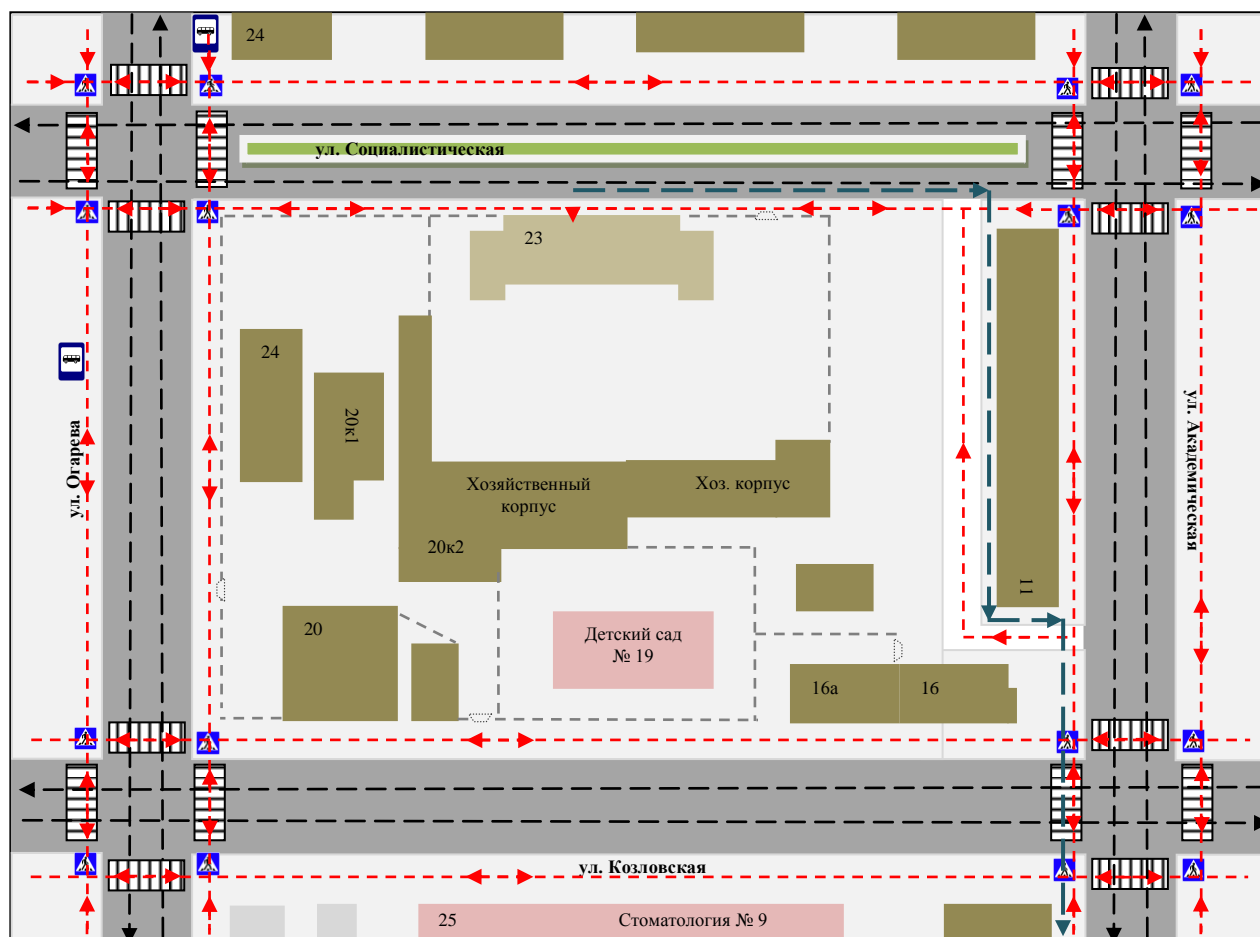 24
ул. Социалистическая
23
24
20к1
ул. Огарева
ул. Академическая
Хозяйственный
корпус
Хоз. корпус
20к2
11
20
Детский сад
№ 19
16а
16
ул. Козловская
25
Стоматология № 9